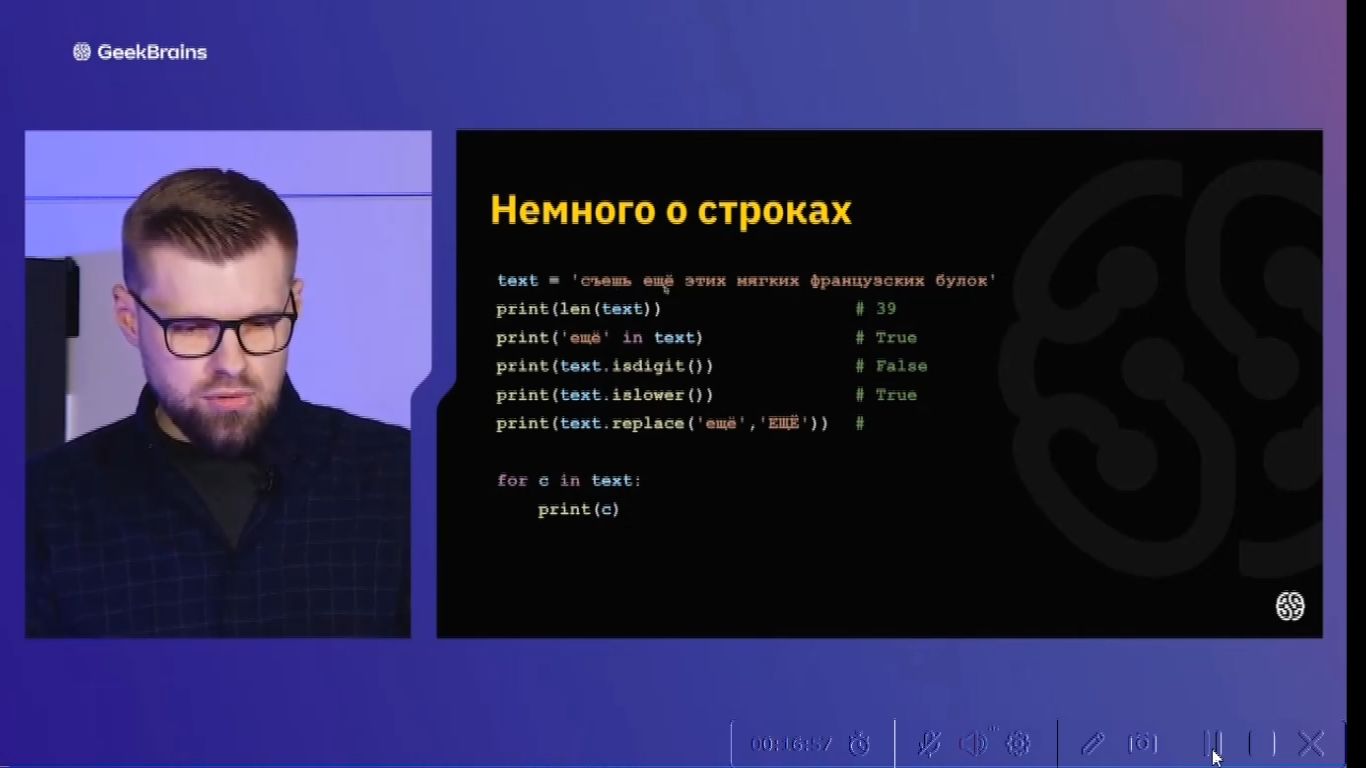 GeekBrains
Немного о строках
text = 'съешь ещё этих мягких французских булок'
print(len(text)) # 39
print('ещё' in text) # True
print(text.isdigit()) # False
print(text.islower()) # True
print(text.replace('ещё','ЕЩЁ')) #
for c in text:
print(c)
00:16:57